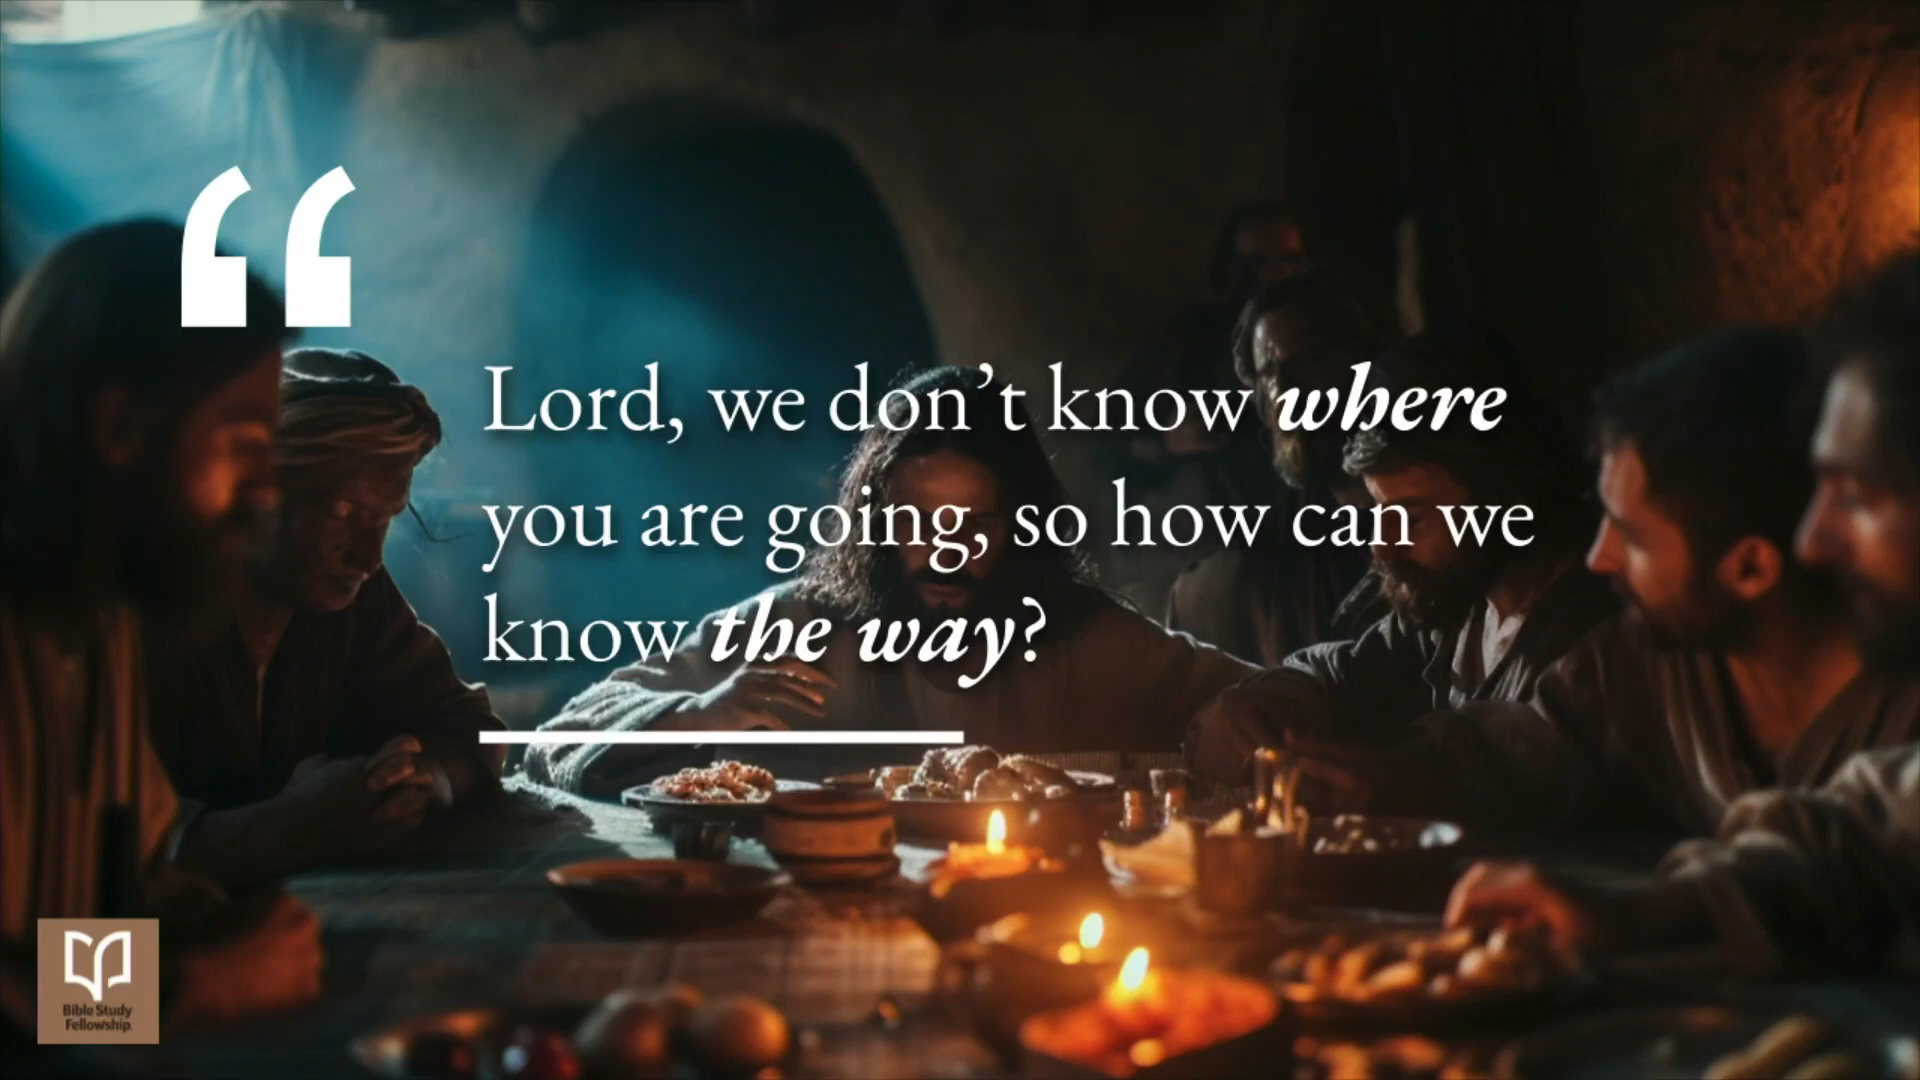 “
Lord, we don’t know where
you are going, so how can we
know the way?
Bible Study
Fellowship